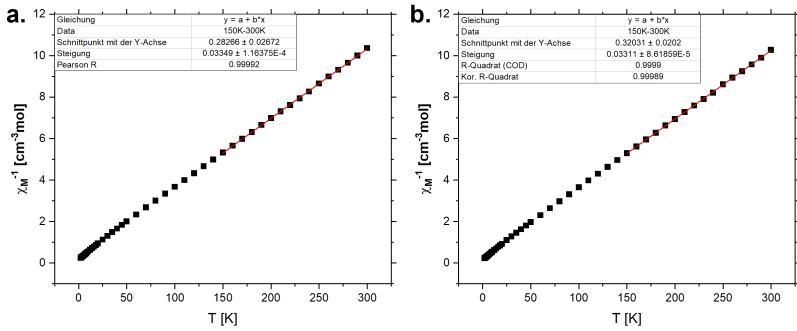 a.
Gleichung y = a + b*x
Data 150K-300K
Schnittpunkt mit der Y-Achse 0.28266 ± 0.02672
Steigung 0.03349 ± 1.16375E-4
Pearson R 0.99992
12
10
8
6
4
2
0
χM-1 [cm-3mol]
0 50 100 150 200 250 300
T [K]
b.
Gleichung y = a + b*x
Data 150K-300K
Schnittpunkt mit der Y-Achse 0.32031 ± 0.0202
Steigung 0.03311 ± 8.61859E-5
R-Quadrat (COD) 0.9999
Kor. R-Quadrat 0.99989
12
10
8
6
4
2
0
χM-1 [cm-3mol]
0 50 100 150 200 250 300
T [K]